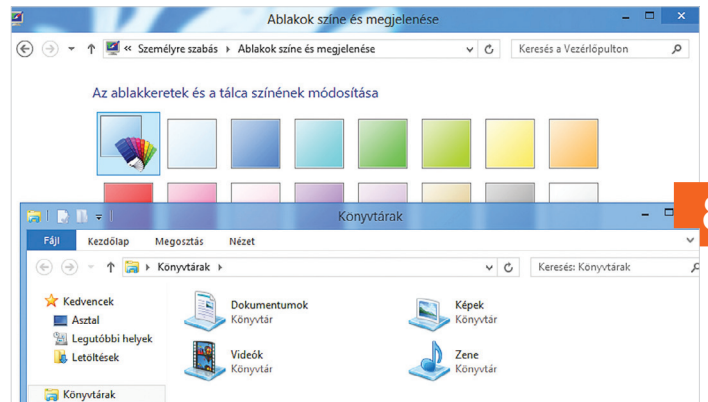 Ablakok színe és megjelenése
« Személyre szabás ▸ Ablakok színe és megjelenése
Keresés a Vezérlőpulton
Az ablakkeretek és a tálca színének módosítása
Könyvtárak
8
Fájl Kezdőlap Megosztás Nézet
▸ Könyvtárak ▸
Keresés: Könyvtárak
Kedvencek
Asztal
Legutóbbi helyek
Letöltések
Könyvtárak
Dokumentumok
Könyvtár
Képek
Könyvtár
Videók
Könyvtár
Zene
Könyvtár